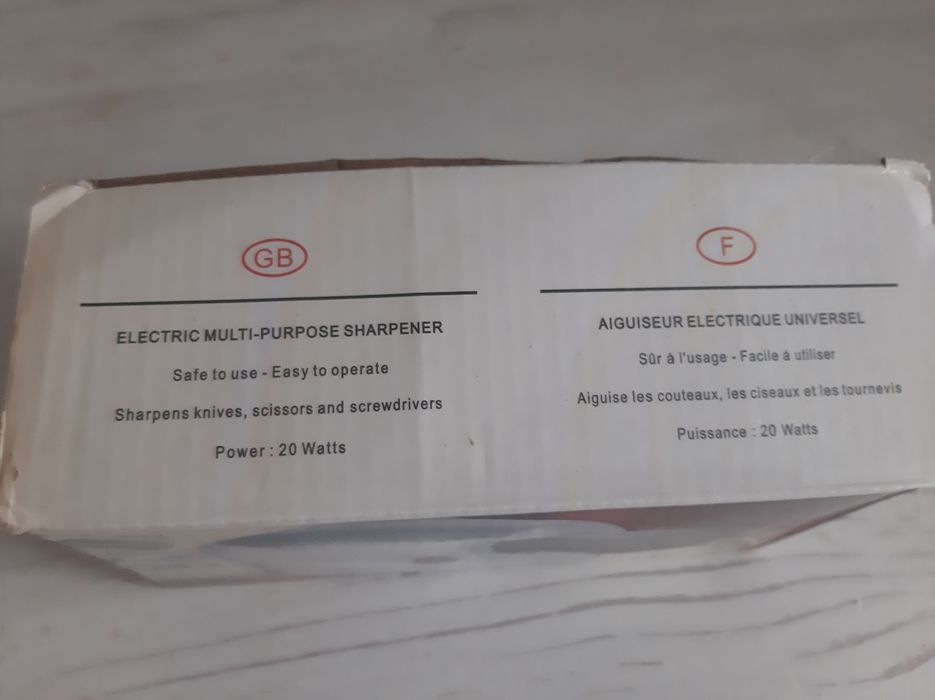 GB
ELECTRIC MULTI-PURPOSE SHARPENER
Safe to use - Easy to operate
Sharpens knives, scissors and screwdrivers
Power : 20 Watts
F
AIGUISEUR ELECTRIQUE UNIVERSEL
Sûr à l'usage - Facile à utiliser
Aiguise les couteaux, les ciseaux et les tournevis
Puissance : 20 Watts